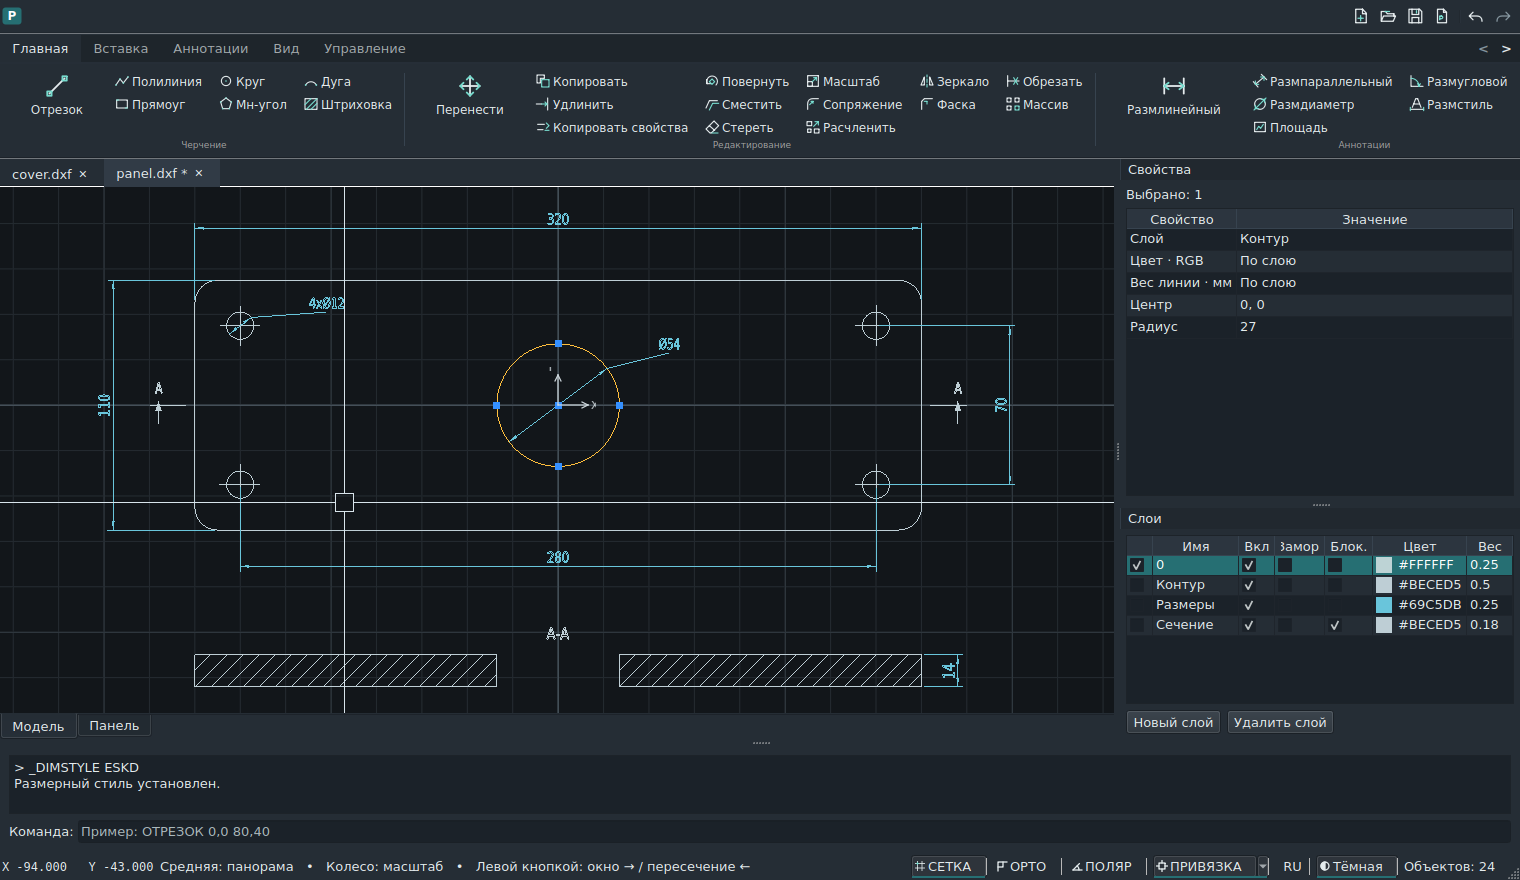 P
Главная Вставка Аннотации Вид Управление < >
Отрезок
Полилиния Круг Дуга
Прямоуг Мн-угол Штриховка
Черчение
Перенести
Копировать Повернуть Масштаб Зеркало Обрезать
Удлинить Сместить Сопряжение Фаска Массив
Копировать свойства Стереть Расчленить
Редактирование
Размлинейный
Размпараллельный Размугловой
Размдиаметр Размстиль
Площадь
Аннотации
cover.dxf × panel.dxf * ×
320
4xØ12
Ø54
A A
110
70
X
280
A-A
14
Модель Панель
Свойства
Выбрано: 1
Свойство Значение
Слой Контур
Цвет · RGB По слою
Вес линии · мм По слою
Центр 0, 0
Радиус 27
Слои
Имя Вкл Замор Блок. Цвет Вес
0 #FFFFFF 0.25
Контур #BECED5 0.5
Размеры #69C5DB 0.25
Сечение #BECED5 0.18
Новый слой Удалить слой
> _DIMSTYLE ESKD
Размерный стиль установлен.
Команда: Пример: ОТРЕЗОК 0,0 80,40
X -94.000 Y -43.000 Средняя: панорама • Колесо: масштаб • Левой кнопкой: окно → / пересечение ← СЕТКА ОРТО ПОЛЯР ПРИВЯЗКА RU Тёмная Объектов: 24